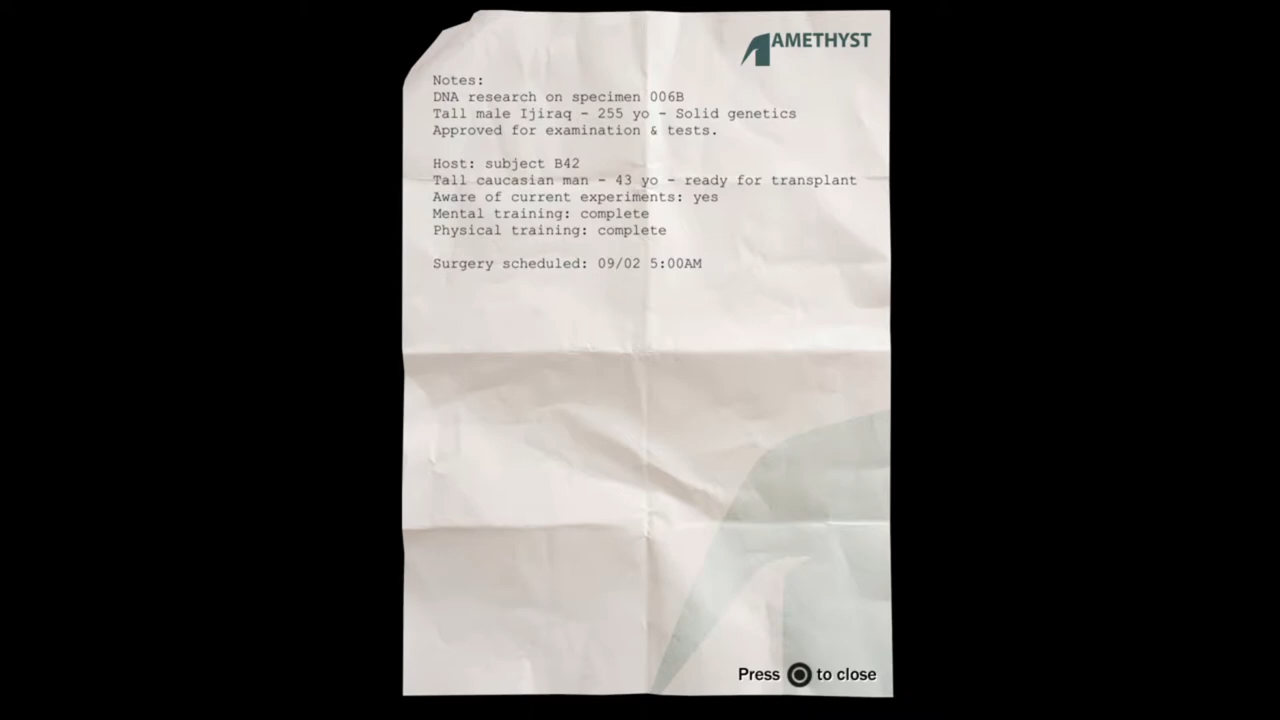 AMETHYST
Notes:
DNA research on specimen 006B
Tall male Ijiraq - 255 yo - Solid genetics
Approved for examination & tests.
Host: subject B42
Tall caucasian man - 43 yo - ready for transplant
Aware of current experiments: yes
Mental training: complete
Physical training: complete
Surgery scheduled: 09/02 5:00AM
Press to close